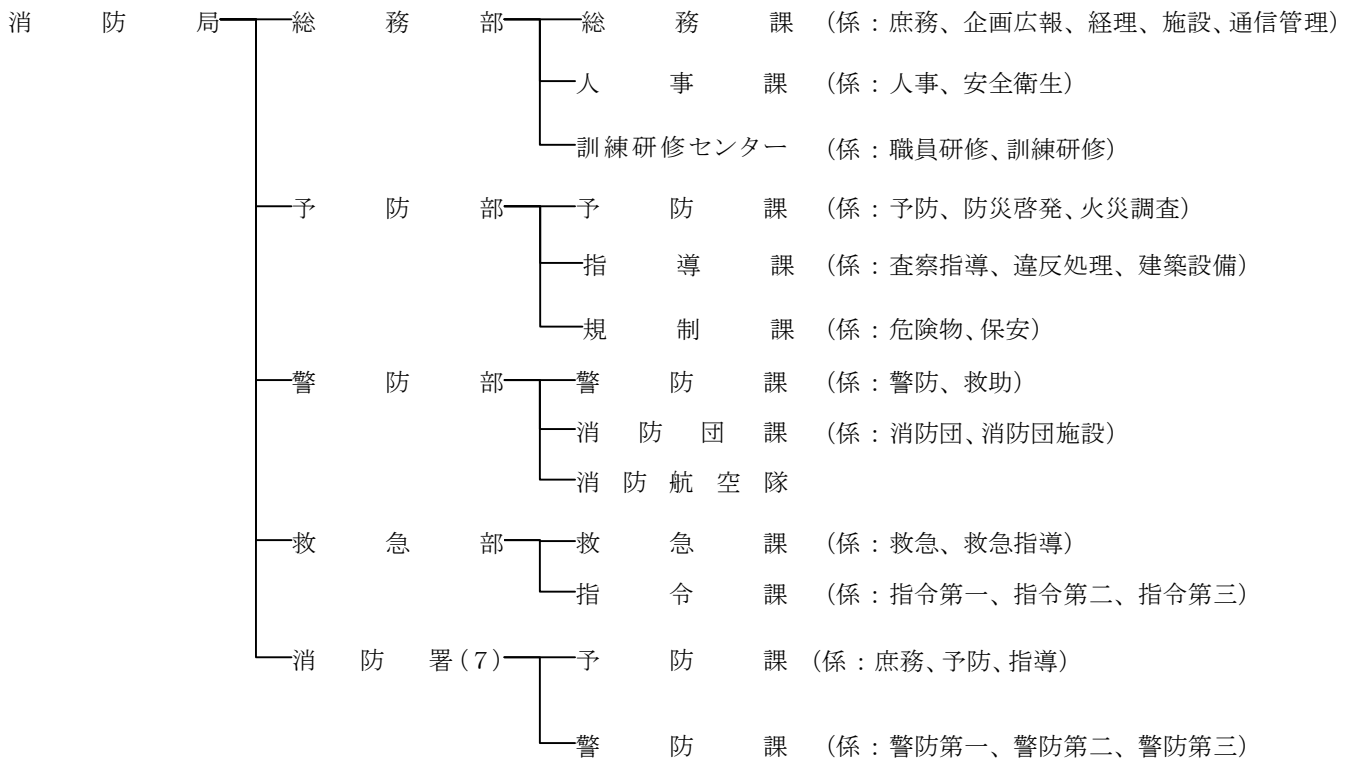 消防局 総務部 総務課 (係:庶務、企画広報、経理、施設、通信管理)
人事課 (係:人事、安全衛生)
訓練研修センター (係:職員研修、訓練研修)
予防部 予防課 (係:予防、防災啓発、火災調査)
指導課 (係:査察指導、違反処理、建築設備)
規制課 (係:危険物、保安)
警防部 警防課 (係:警防、救助)
消防団課 (係:消防団、消防団施設)
消防航空隊
救急部 救急課 (係:救急、救急指導)
指令課 (係:指令第一、指令第二、指令第三)
消防署(7) 予防課 (係:庶務、予防、指導)
警防課 (係:警防第一、警防第二、警防第三)